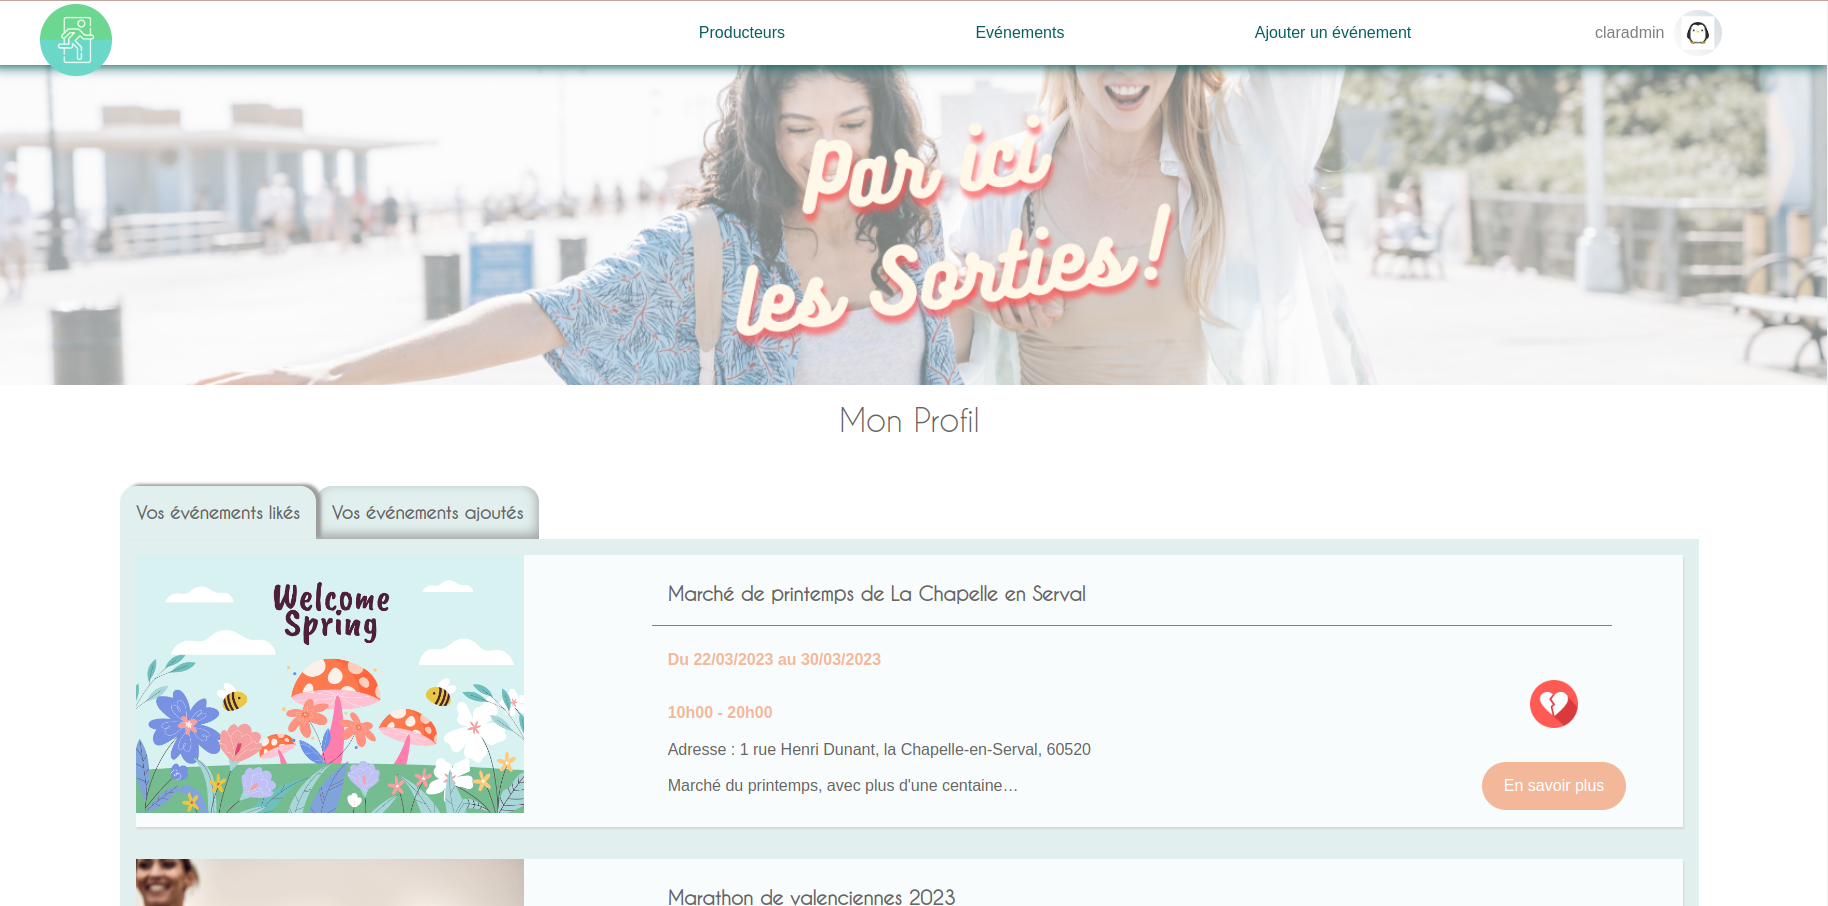 Producteurs
Evénements
Ajouter un événement
claradmin
Par ici
les Sorties !
Mon Profil
Vos événements likés
Vos événements ajoutés
Welcome
Spring
Marché de printemps de La Chapelle en Serval
Du 22/03/2023 au 30/03/2023
10h00 - 20h00
Adresse : 1 rue Henri Dunant, la Chapelle-en-Serval, 60520
Marché du printemps, avec plus d'une centaine…
En savoir plus
Marathon de valenciennes 2023